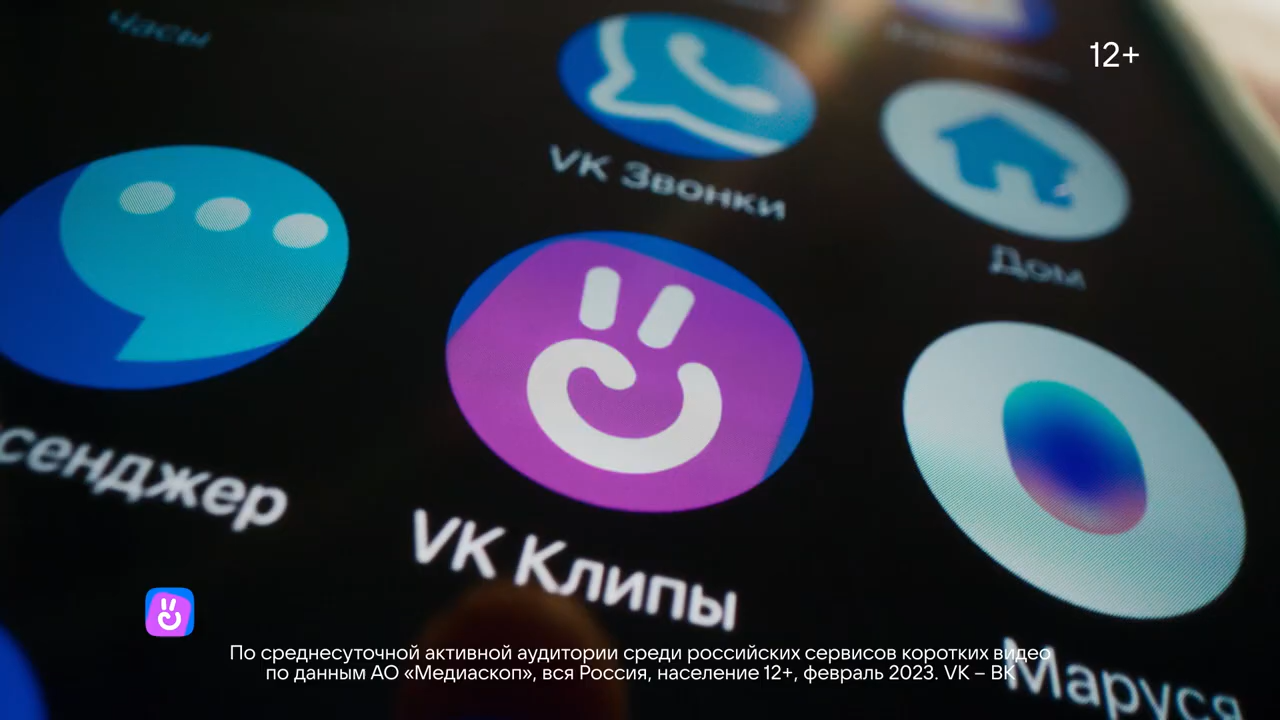 Часы
12+
VK Звонки
Дом
сенджер
VK Клипы
Маруся
По среднесуточной активной аудитории среди российских сервисов коротких видео
по данным АО «Медиаскоп», вся Россия, население 12+, февраль 2023. VK – ВК